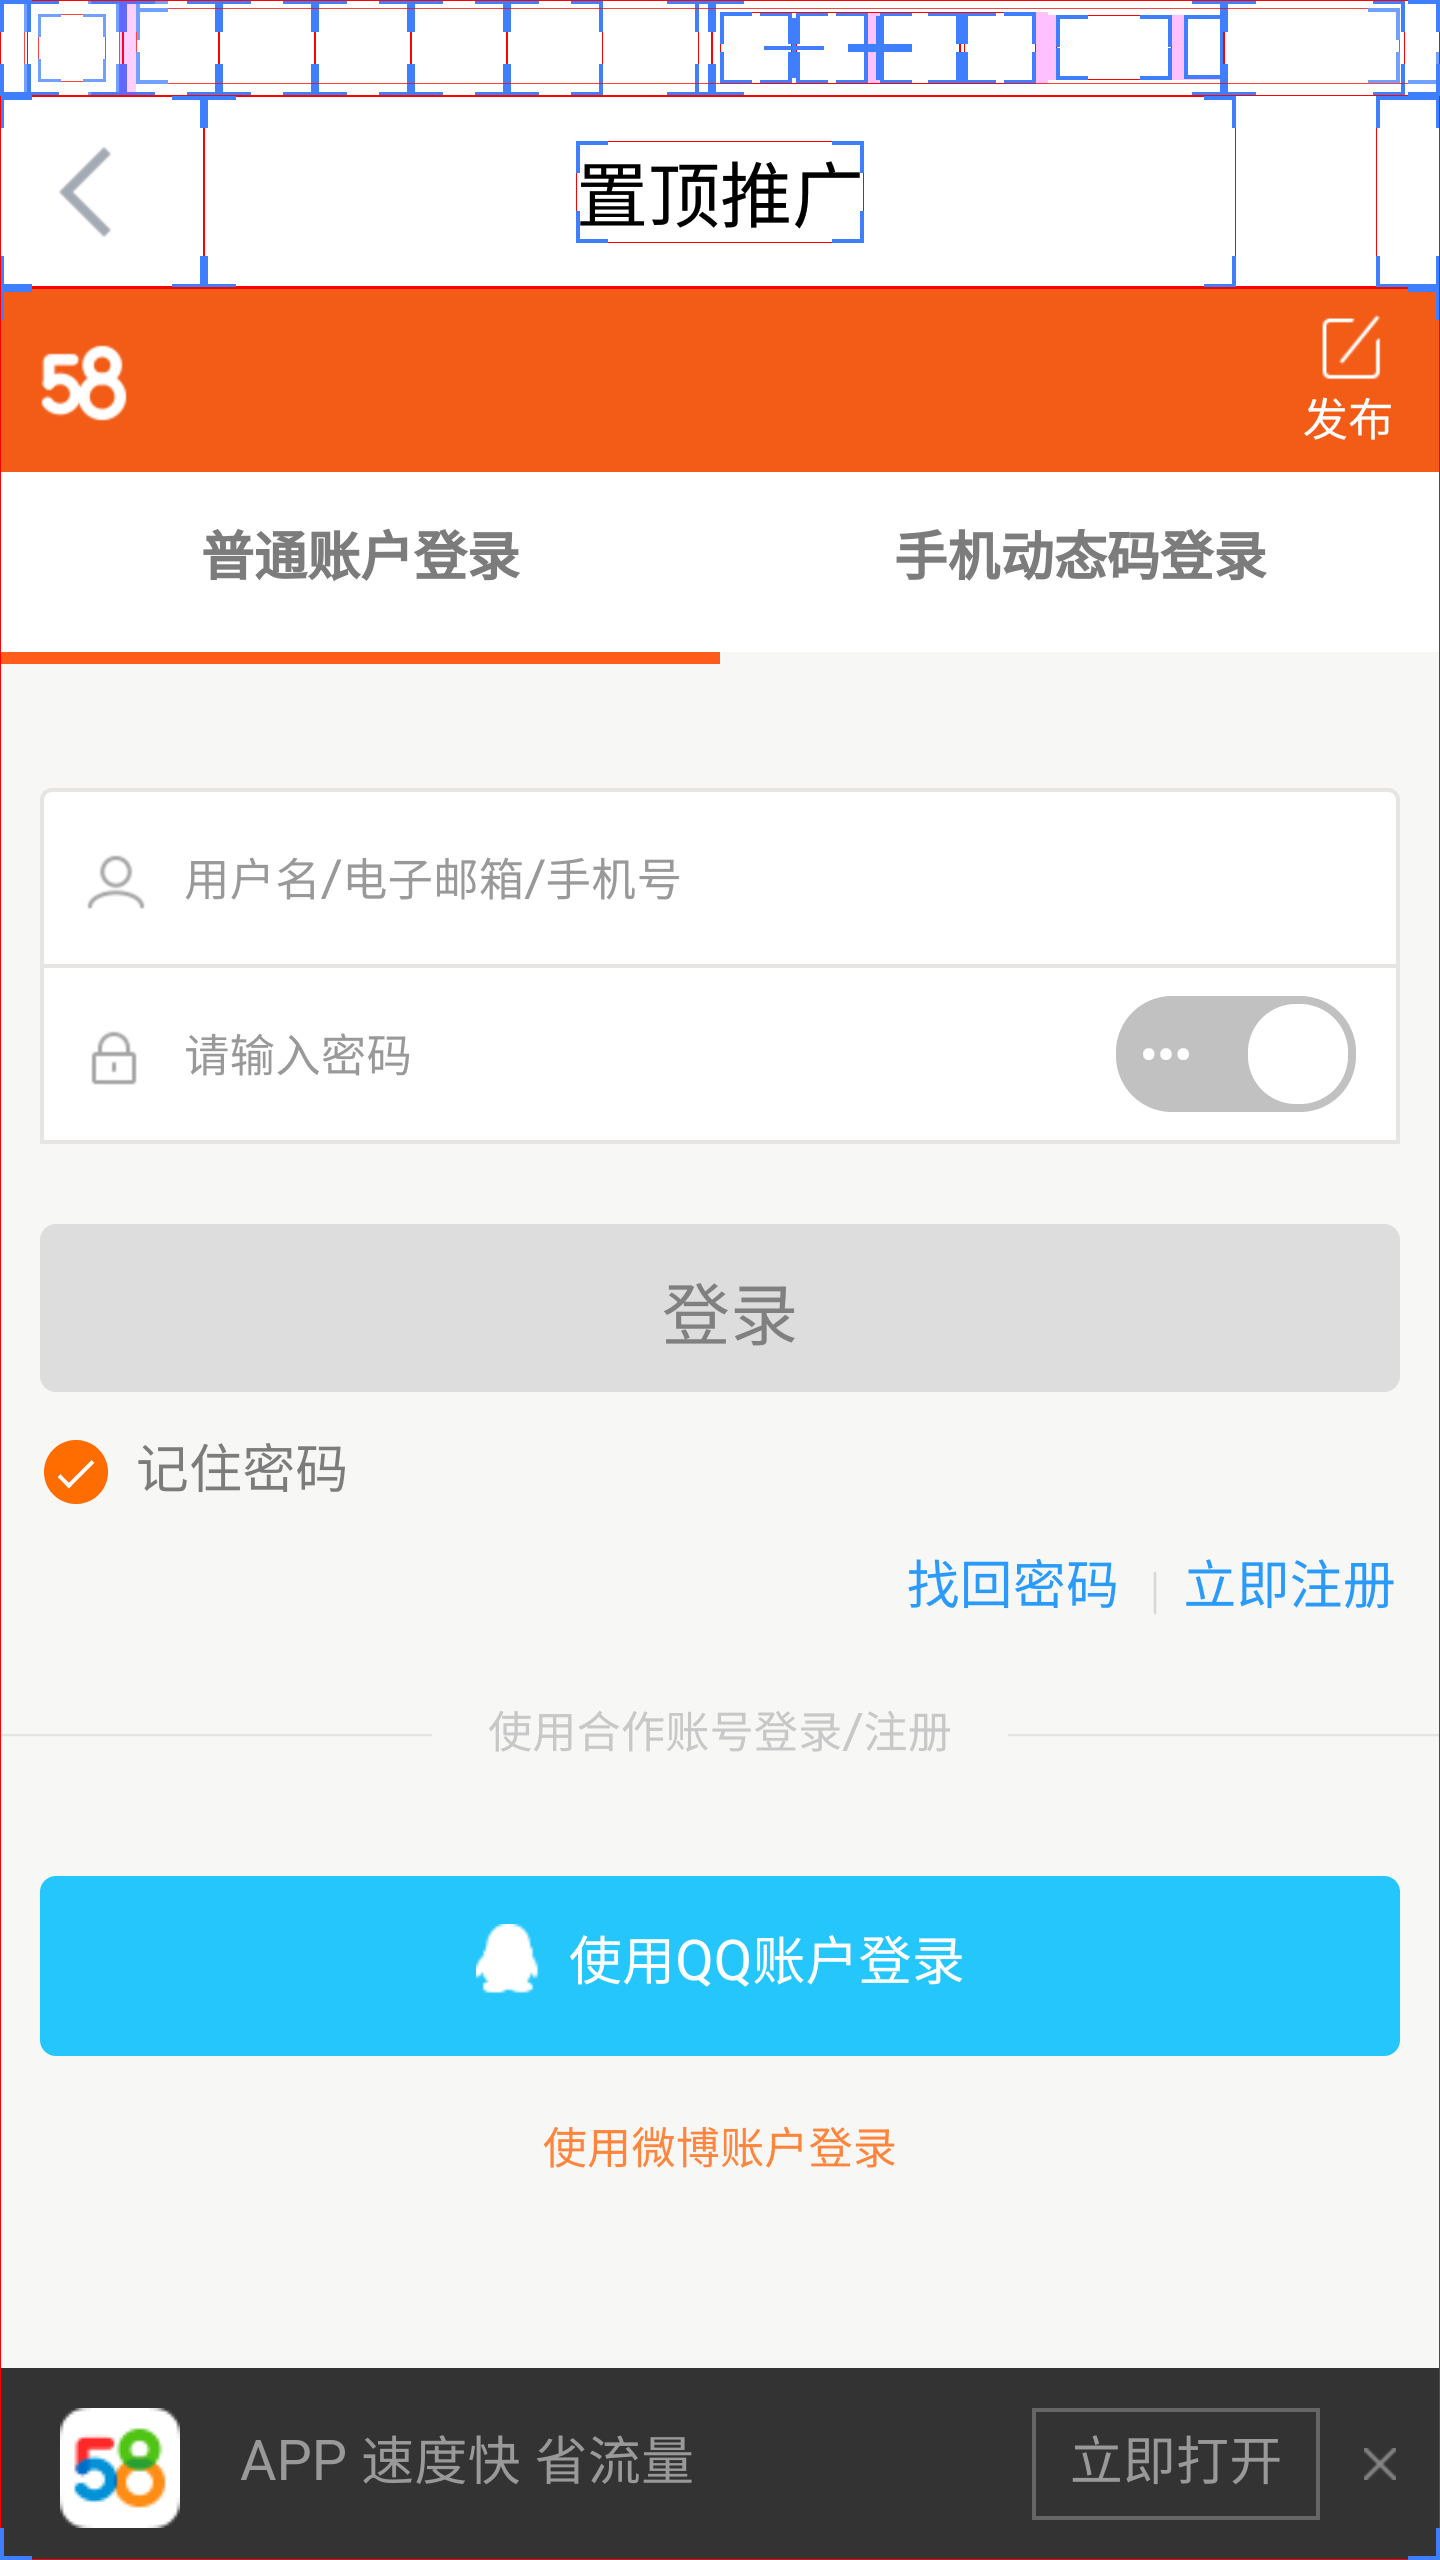 置顶推广
58
发布
普通账户登录
手机动态码登录
用户名/电子邮箱/手机号
请输入密码
登录
记住密码
找回密码 | 立即注册
使用合作账号登录/注册
使用QQ账户登录
使用微博账户登录
58
APP 速度快 省流量
立即打开